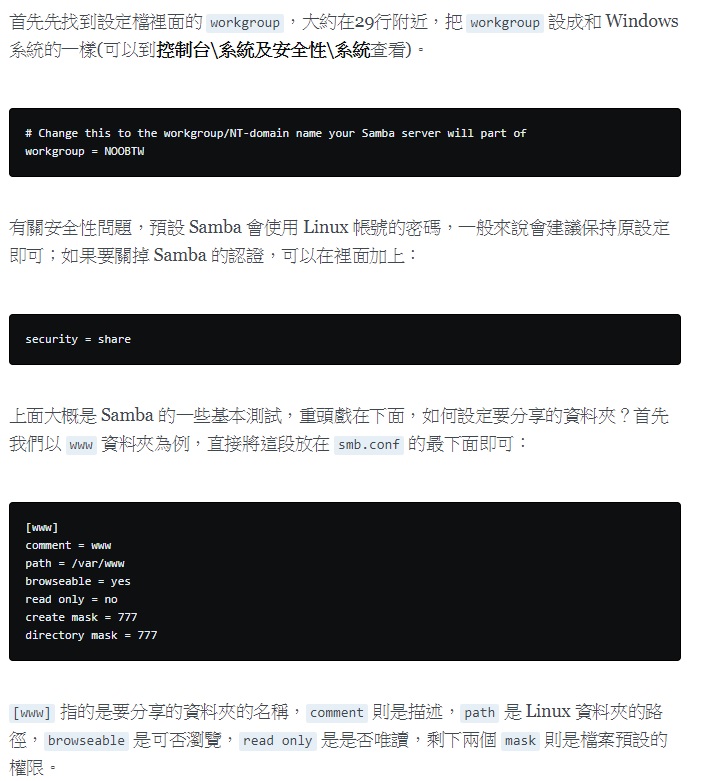 首先先找到設定檔裡面的 workgroup，大約在29行附近，把 workgroup 設成和 Windows
系統的一樣(可以到控制台\系統及安全性\系統查看)。
# Change this to the workgroup/NT-domain name your Samba server will part of
workgroup = NOOBTW
有關安全性問題，預設 Samba 會使用 Linux 帳號的密碼，一般來說會建議保持原設定
即可；如果要關掉 Samba 的認證，可以在裡面加上：
security = share
上面大概是 Samba 的一些基本測試，重頭戲在下面，如何設定要分享的資料夾？首先
我們以 www 資料夾為例，直接將這段放在 smb.conf 的最下面即可：
[www]
comment = www
path = /var/www
browseable = yes
read only = no
create mask = 777
directory mask = 777
[www] 指的是要分享的資料夾的名稱，comment 則是描述，path 是 Linux 資料夾的路
徑，browseable 是可否瀏覽，read only 是是否唯讀，剩下兩個 mask 則是檔案預設的
權限。